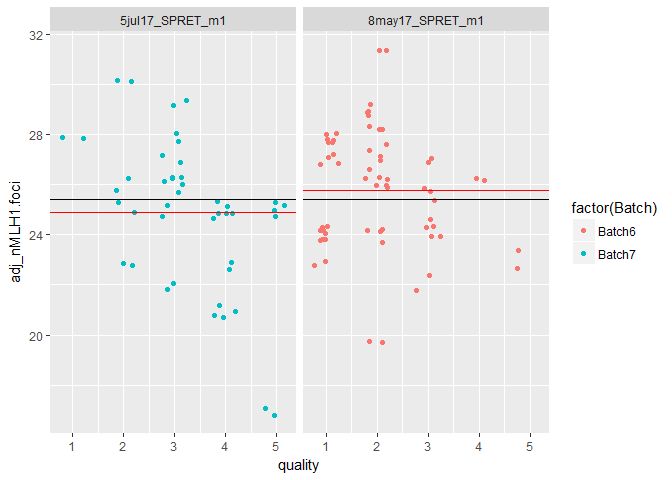 5jul17_SPRET_m1
8may17_SPRET_m1
32
28
24
20
adj_nMLH1.foci
1 2 3 4 5
1 2 3 4 5
quality
factor(Batch)
Batch6
Batch7